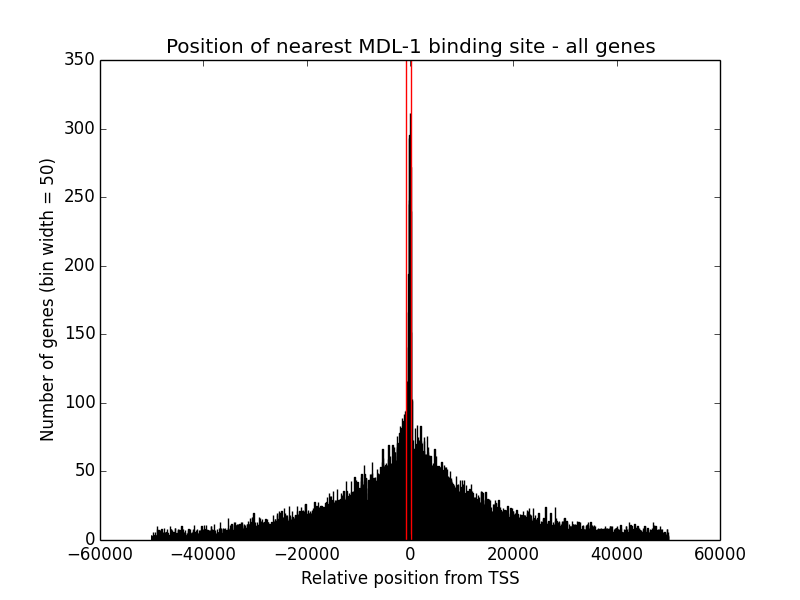 Position of nearest MDL-1 binding site - all genes
350
300
250
200
150
100
50
0
Number of genes (bin width = 50)
−60000 −40000 −20000 0 20000 40000 60000
Relative position from TSS